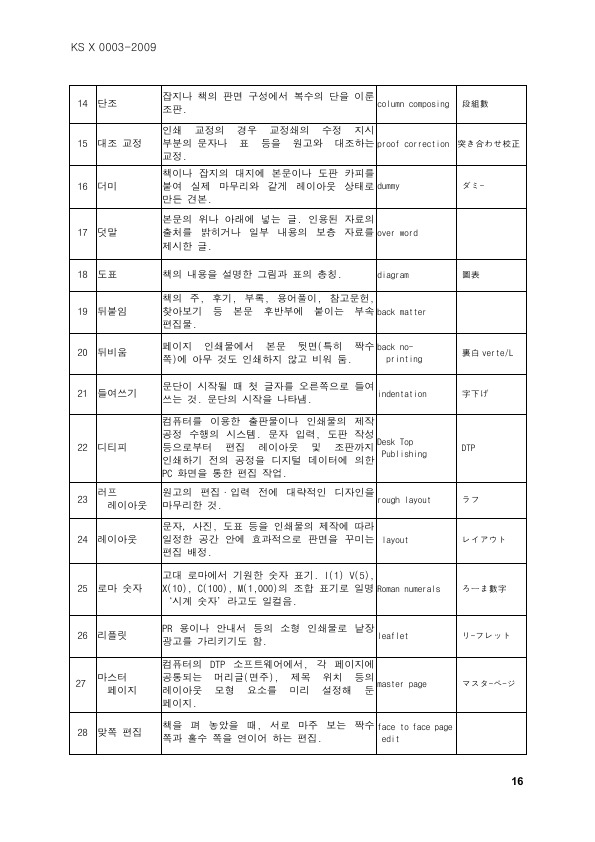 KS X 0003-2009
14 단조 잡지나 책의 판면 구성에서 복수의 단을 이룬 column composing 段組數
조판.
15 대조 교정 인쇄 교정의 경우 교정쇄의 수정 지시 proof correction 突き合わせ校正
부분의 문자나 표 등을 원고와 대조하는
교정.
16 더미 책이나 잡지의 대지에 본문이나 도판 카피를 dummy ダミ-
붙여 실제 마무리와 같게 레이아웃 상태로
만든 견본.
17 덧말 본문의 위나 아래에 넣는 글. 인용된 자료의 over word
출처를 밝히거나 일부 내용의 보충 자료를
제시한 글.
18 도표 책의 내용을 설명한 그림과 표의 총칭. diagram 圖表
19 뒤붙임 책의 주, 후기, 부록, 용어풀이, 참고문헌, back matter
찾아보기 등 본문 후반부에 붙이는 부속
편집물.
20 뒤비움 페이지 인쇄물에서 본문 뒷면(특히 짝수 back no- 裏白 verte/L
쪽)에 아무 것도 인쇄하지 않고 비워 둠. printing
21 들여쓰기 문단이 시작될 때 첫 글자를 오른쪽으로 들여 indentation 字下げ
쓰는 것. 문단의 시작을 나타냄.
22 디티피 컴퓨터를 이용한 출판물이나 인쇄물의 제작 Desk Top DTP
공정 수행의 시스템. 문자 입력, 도판 작성 Publishing
등으로부터 편집 레이아웃 및 조판까지
인쇄하기 전의 공정을 디지털 데이터에 의한
PC 화면을 통한 편집 작업.
23 러프 원고의 편집·입력 전에 대략적인 디자인을 rough layout ラフ
레이아웃 마무리한 것.
24 레이아웃 문자, 사진, 도표 등을 인쇄물의 제작에 따라 layout レイアウト
일정한 공간 안에 효과적으로 판면을 꾸미는
편집 배정.
25 로마 숫자 고대 로마에서 기원한 숫자 표기. I(1) V(5), Roman numerals ろーま數字
X(10), C(100), M(1,000)의 조합 표기로 일명
‘시계 숫자’라고도 일컬음.
26 리플릿 PR 용이나 안내서 등의 소형 인쇄물로 낱장 leaflet リ-フレット
광고를 가리키기도 함.
27 마스터 컴퓨터의 DTP 소프트웨어에서, 각 페이지에 master page マスタ-ペ-ジ
페이지 공통되는 머리글(면주), 제목 위치 등의
레이아웃 모형 요소를 미리 설정해 둔
페이지.
28 맞쪽 편집 책을 펴 놓았을 때, 서로 마주 보는 짝수 face to face page
쪽과 홀수 쪽을 연이어 하는 편집. edit
16